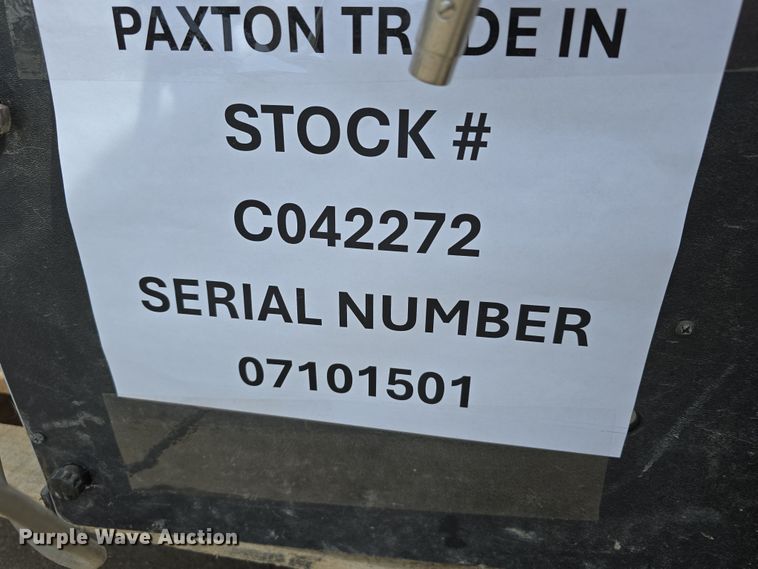 PAXTON TRADE IN
STOCK #
C042272
SERIAL NUMBER
07101501
Purple Wave Auction